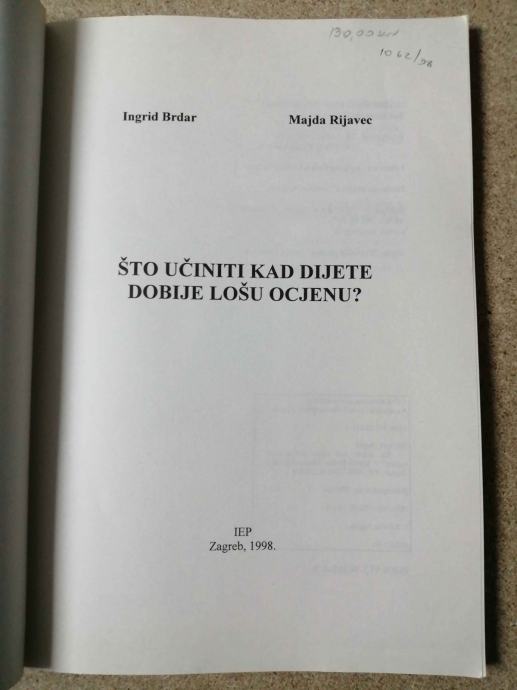 130,00 kn
1062/98
Ingrid Brdar Majda Rijavec
ŠTO UČINITI KAD DIJETE
DOBIJE LOŠU OCJENU?
IEP
Zagreb, 1998.